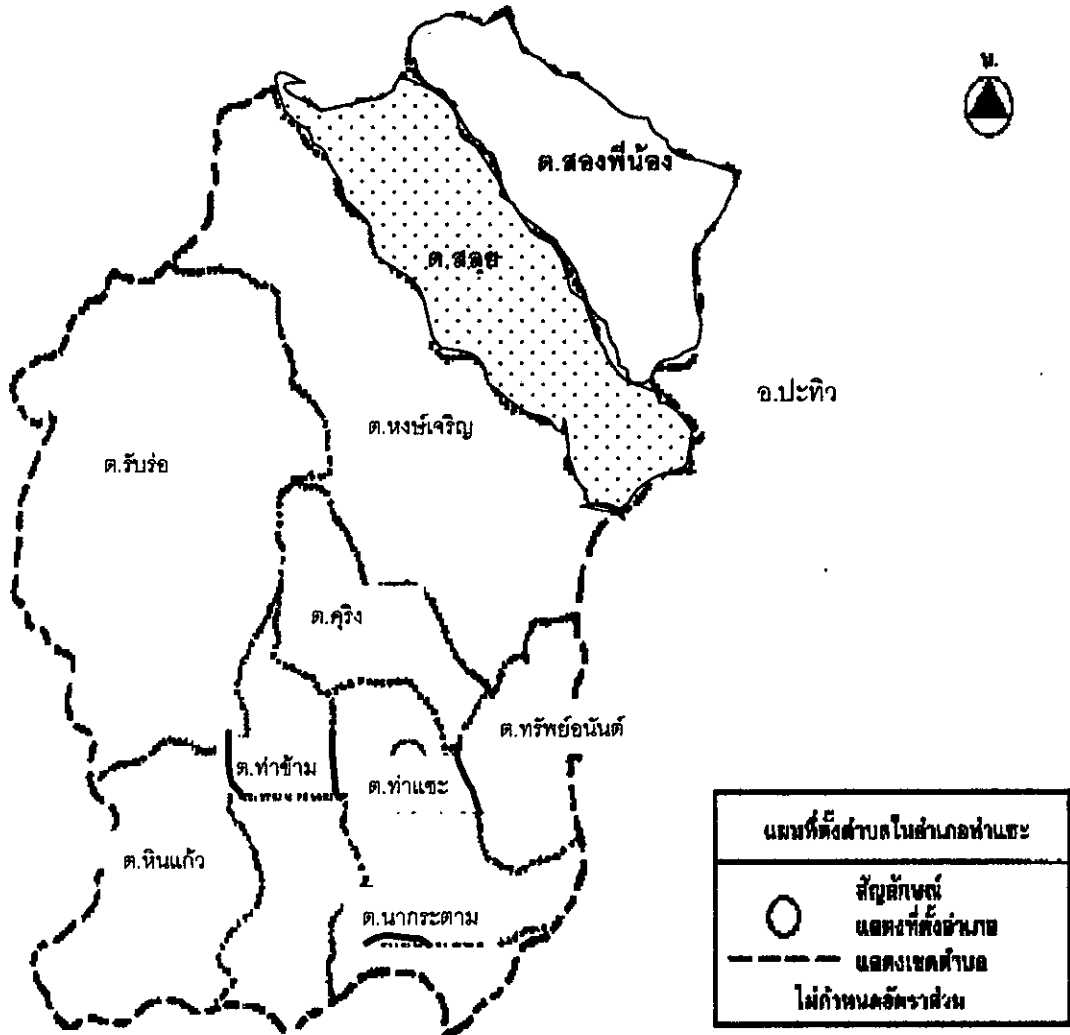 น.
ต.สองพี่น้อง
ต.สลุย
อ.ปะทิว
ต.หงษ์เจริญ
ต.รับร่อ
ต.คุริง
ต.ทรัพย์อนันต์
ต.ท่าข้าม
ต.ท่าแซะ
ต.หินแก้ว
ต.นากระตาม
แผนที่ตั้งตำบลในอำเภอท่าแซะ
สัญลักษณ์
แสดงที่ตั้งอำเภอ
แสดงเขตตำบล
ไม่กำหนดอัตราส่วน